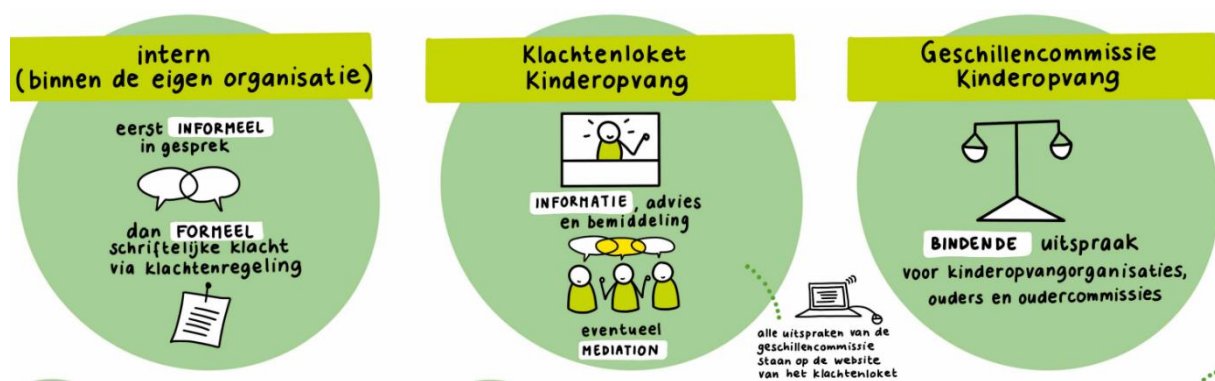 intern
(binnen de eigen organisatie)
eerst INFORMEEL
in gesprek
dan FORMEEL
schriftelijke klacht
via klachtenregeling
Klachtenloket
Kinderopvang
INFORMATIE, advies
en bemiddeling
eventueel
MEDIATION
alle uitspraken van de
geschillencommissie
staan op de website
van het klachtenloket
Geschillencommissie
Kinderopvang
BINDENDE uitspraak
voor kinderopvangorganisaties,
ouders en oudercommissies